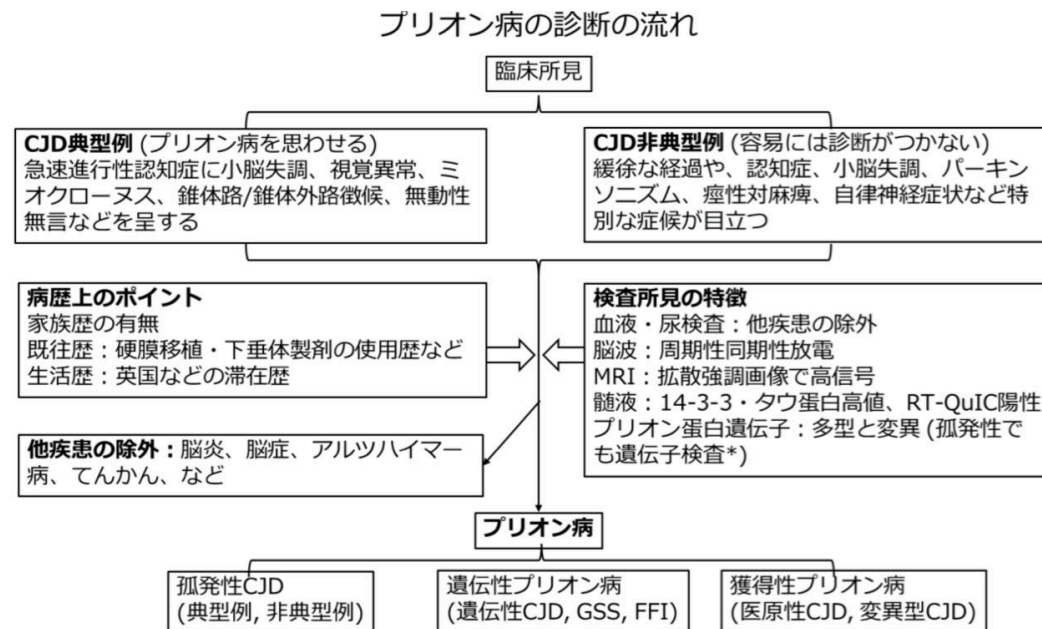 プリオン病の診断の流れ
臨床所見
CJD典型例 (プリオン病を思わせる)
急速進行性認知症に小脳失調、視覚異常、ミ
オクローヌス、錐体路/錐体外路徴候、無動性
無言などを呈する
CJD非典型例 (容易には診断がつかない)
緩徐な経過や、認知症、小脳失調、パーキン
ソニズム、痙性対麻痺、自律神経症状など特
別な症候が目立つ
病歴上のポイント
家族歴の有無
既往歴：硬膜移植・下垂体製剤の使用歴など
生活歴：英国などの滞在歴
検査所見の特徴
血液・尿検査：他疾患の除外
脳波：周期性同期性放電
MRI：拡散強調画像で高信号
髄液：14-3-3・タウ蛋白高値、RT-QuIC陽性
プリオン蛋白遺伝子：多型と変異 (孤発性で
も遺伝子検査*)
他疾患の除外：脳炎、脳症、アルツハイマー
病、てんかん、など
プリオン病
孤発性CJD
(典型例, 非典型例)
遺伝性プリオン病
(遺伝性CJD, GSS, FFI)
獲得性プリオン病
(医原性CJD, 変異型CJD)